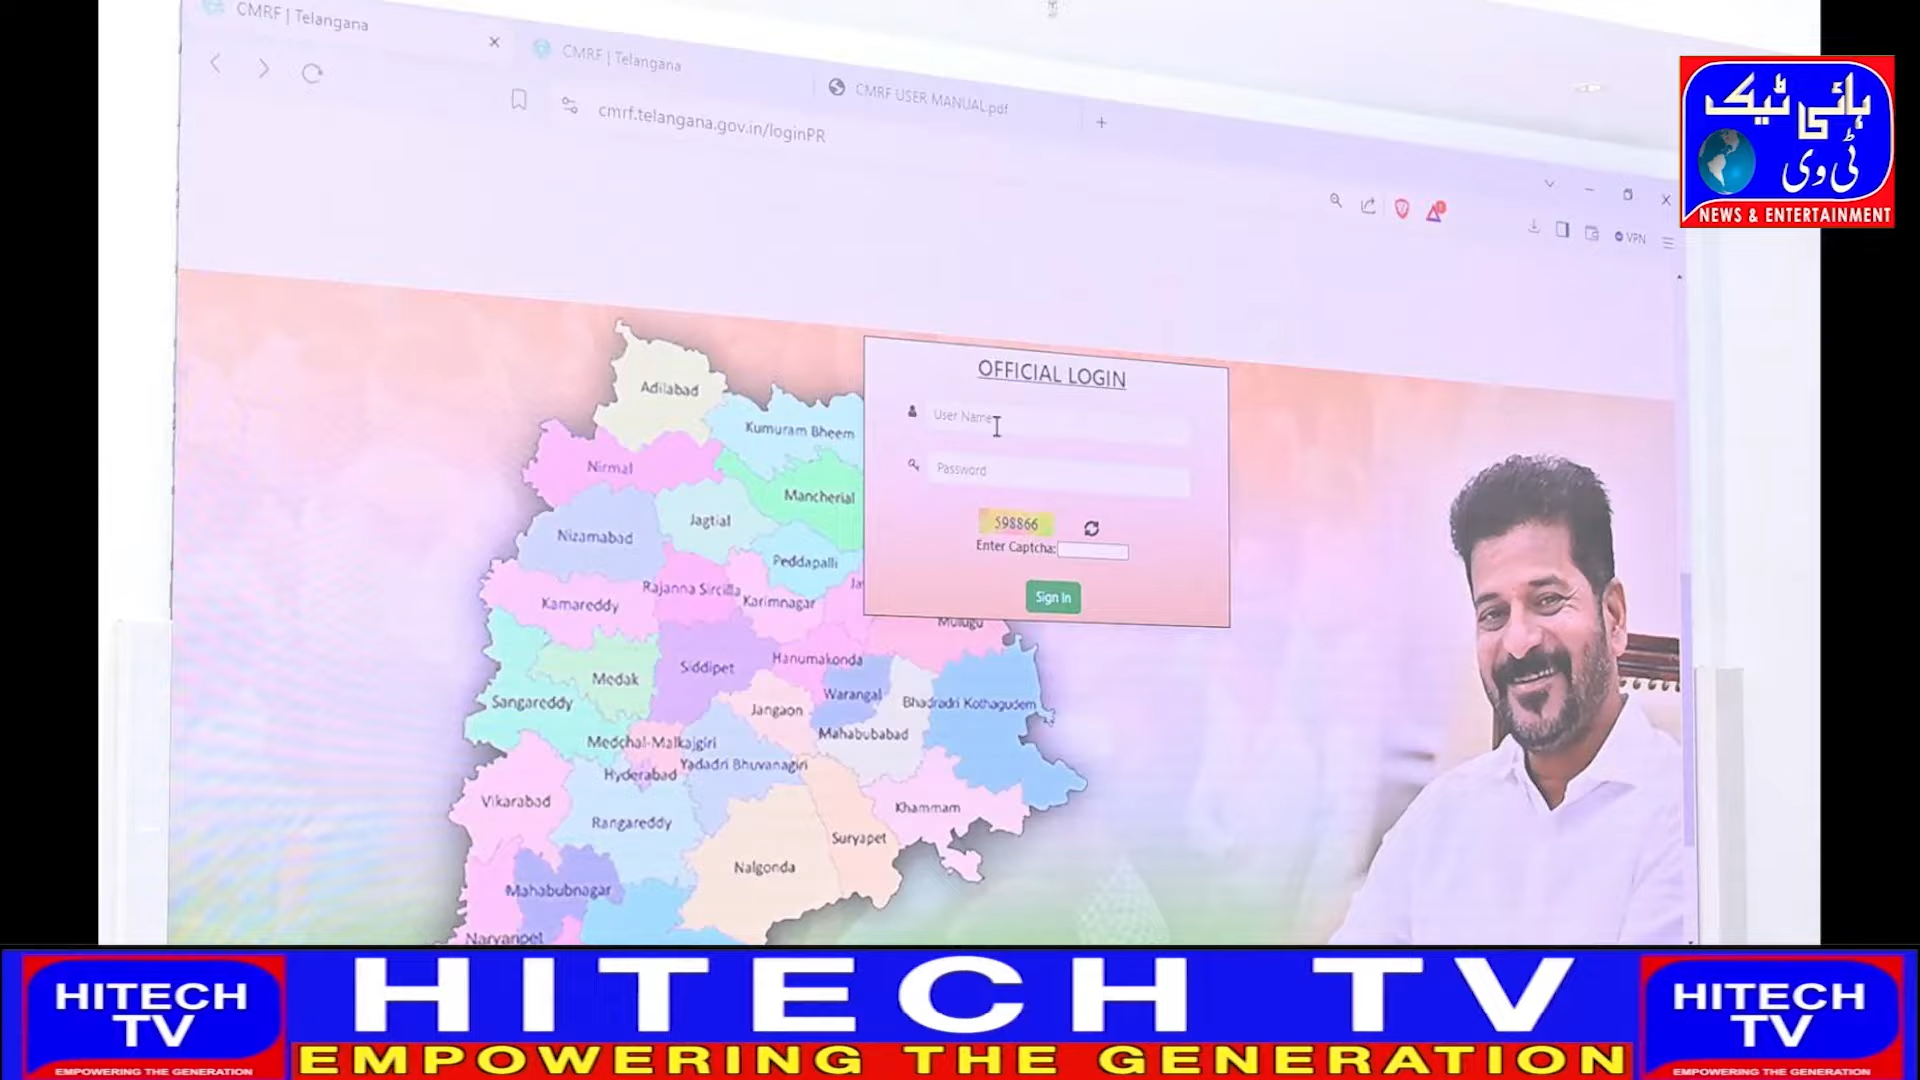 CMRF | Telangana
CMRF | Telangana
CMRF USER MANUAL.pdf
cmrf.telangana.gov.in/loginPR
VPN
ہائی ٹیک
ٹی وی
NEWS & ENTERTAINMENT
OFFICIAL LOGIN
User Name
Password
598866
Enter Captcha:
Sign In
Adilabad
Kumuram Bheem
Nirmal
Mancherial
Jagtial
Nizamabad
Peddapalli
Rajanna Sircilla
Karimnagar
Kamareddy
Mulugu
Hanumakonda
Siddipet
Medak
Warangal
Sangareddy
Bhadradri Kothagudem
Jangaon
Mahabubabad
Medchal-Malkajgiri
Yadadri Bhuvanagiri
Hyderabad
Vikarabad
Khammam
Rangareddy
Suryapet
Nalgonda
Mahabubnagar
Narayanpet
HITECH TV
EMPOWERING THE GENERATION
HITECH TV
EMPOWERING THE GENERATION
HITECH TV
EMPOWERING THE GENERATION